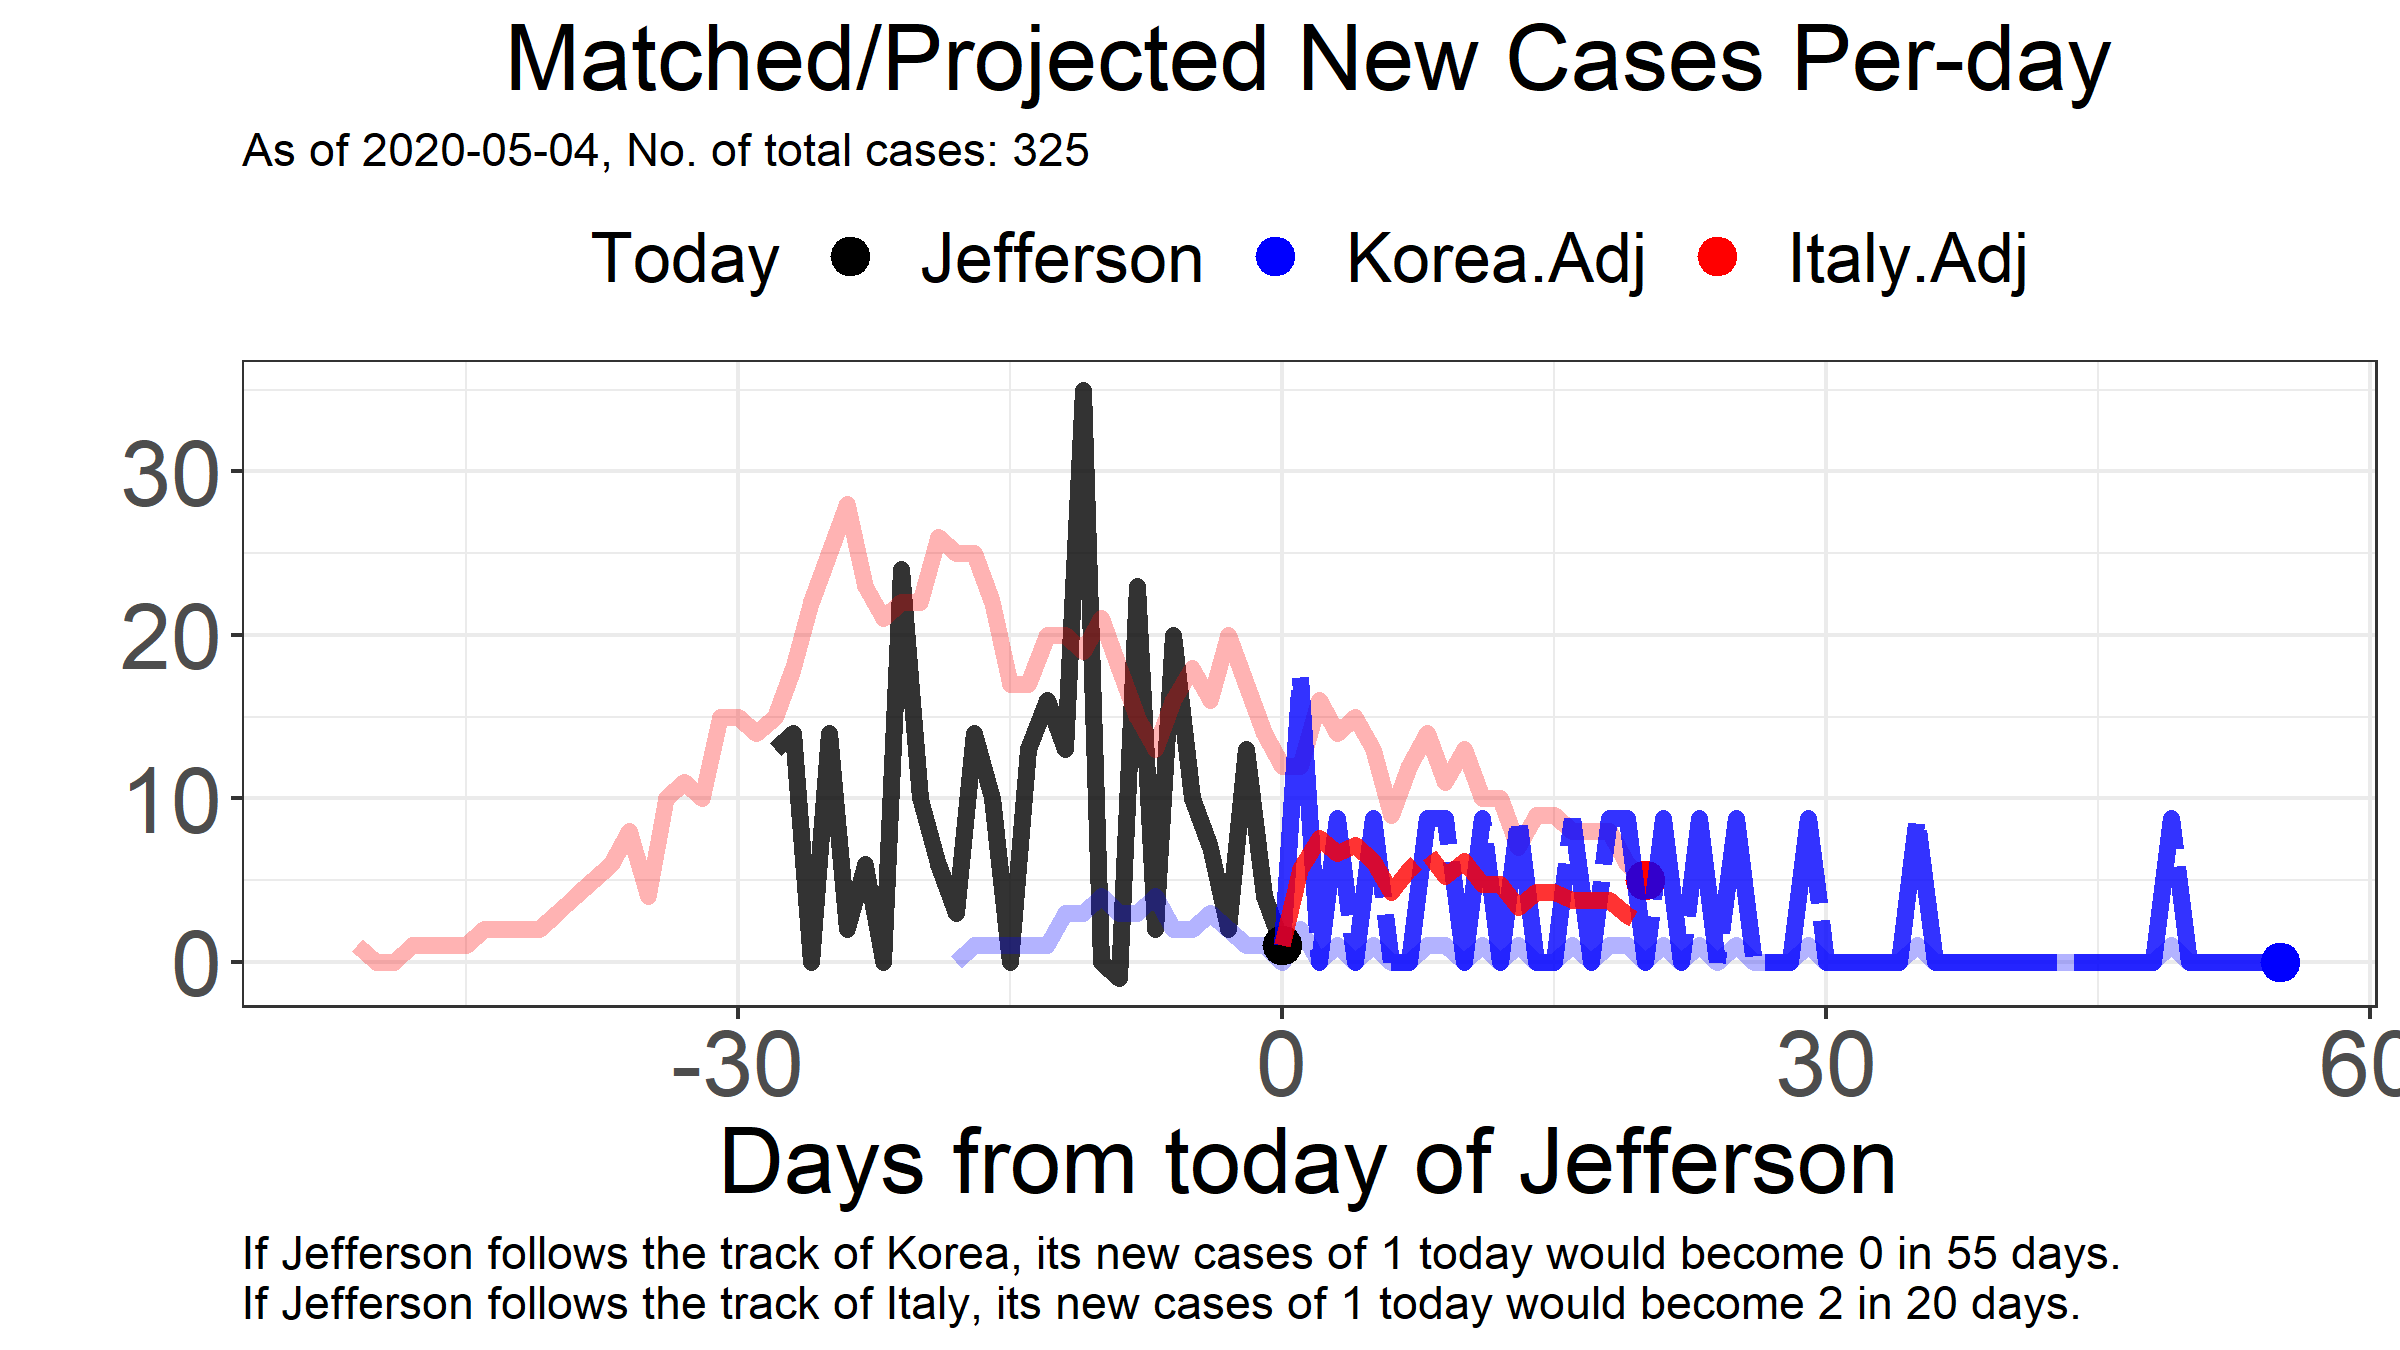 Matched/Projected New Cases Per-day
As of 2020-05-04, No. of total cases: 325
Today Jefferson Korea.Adj Italy.Adj
30
20
10
0
-30 0 30 60
Days from today of Jefferson
If Jefferson follows the track of Korea, its new cases of 1 today would become 0 in 55 days.
If Jefferson follows the track of Italy, its new cases of 1 today would become 2 in 20 days.